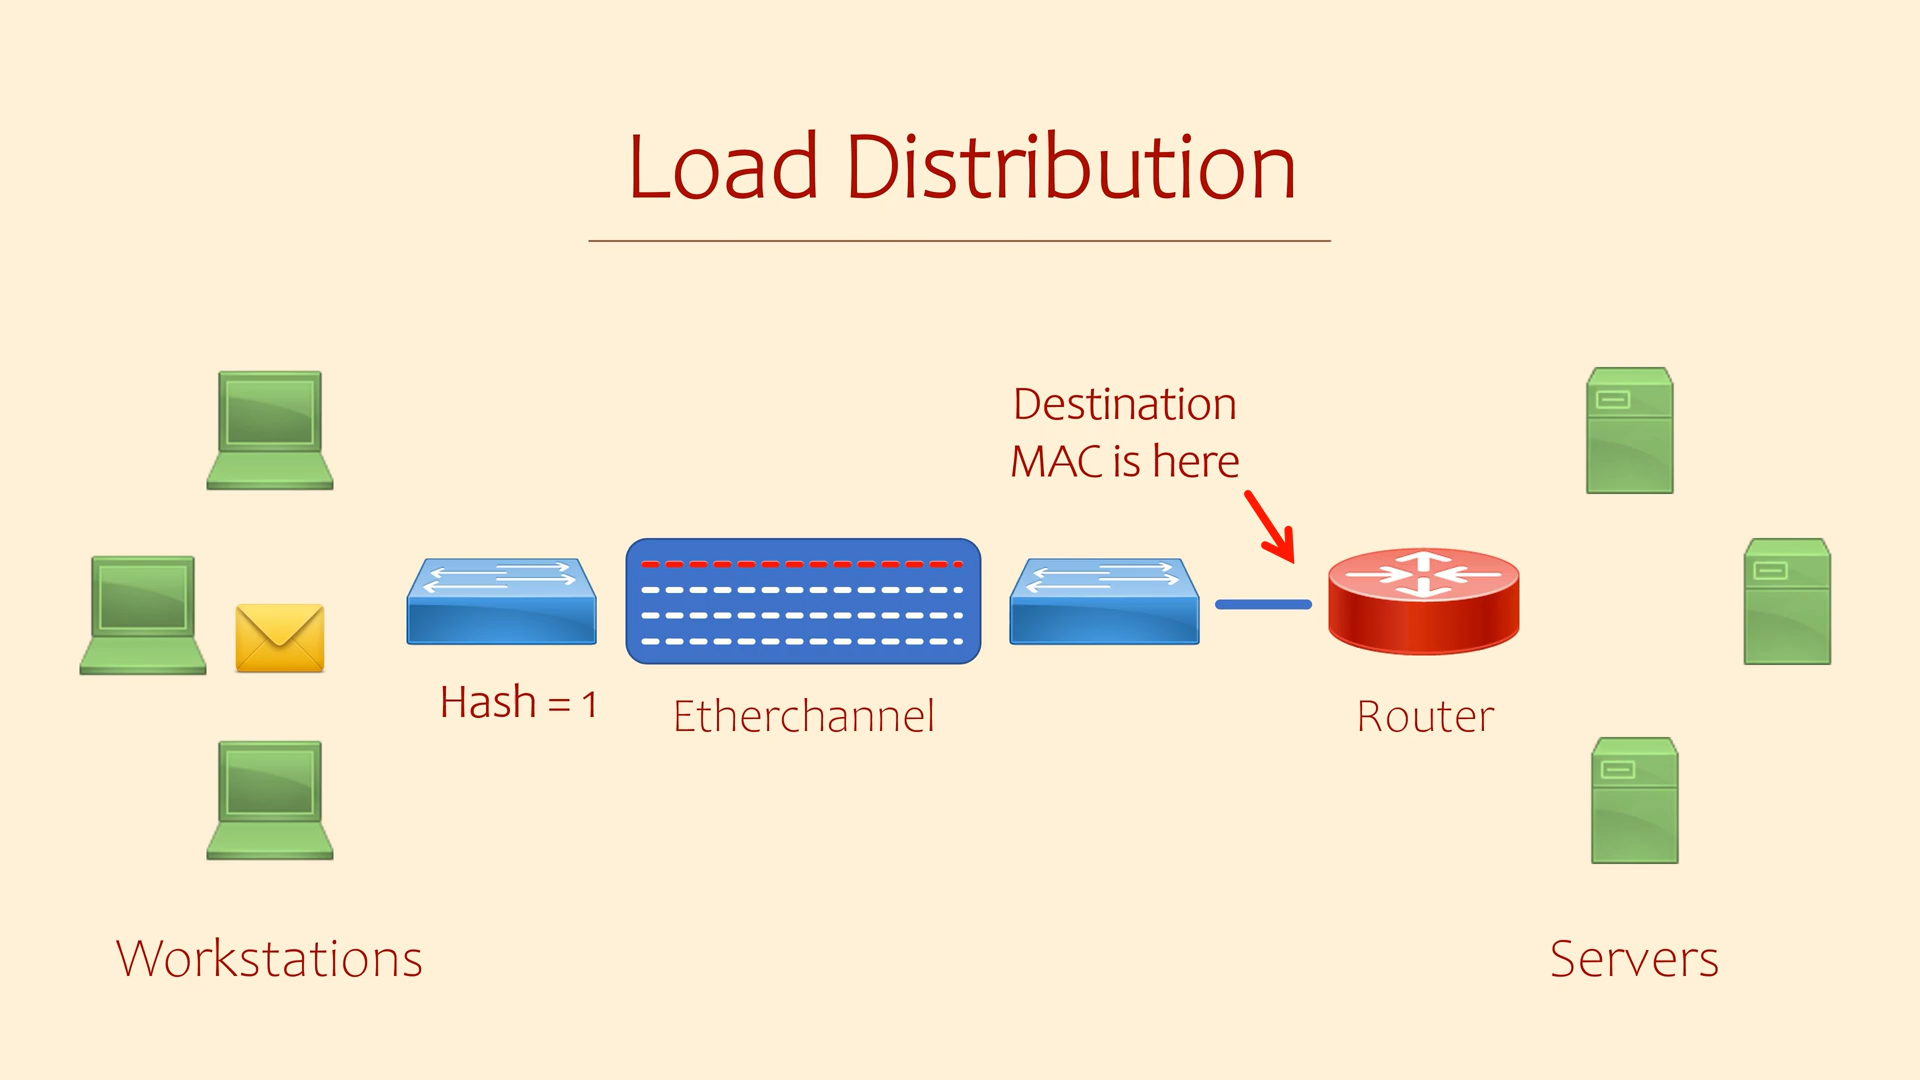 Load Distribution
Destination
MAC is here
Hash = 1
Etherchannel
Router
Workstations
Servers